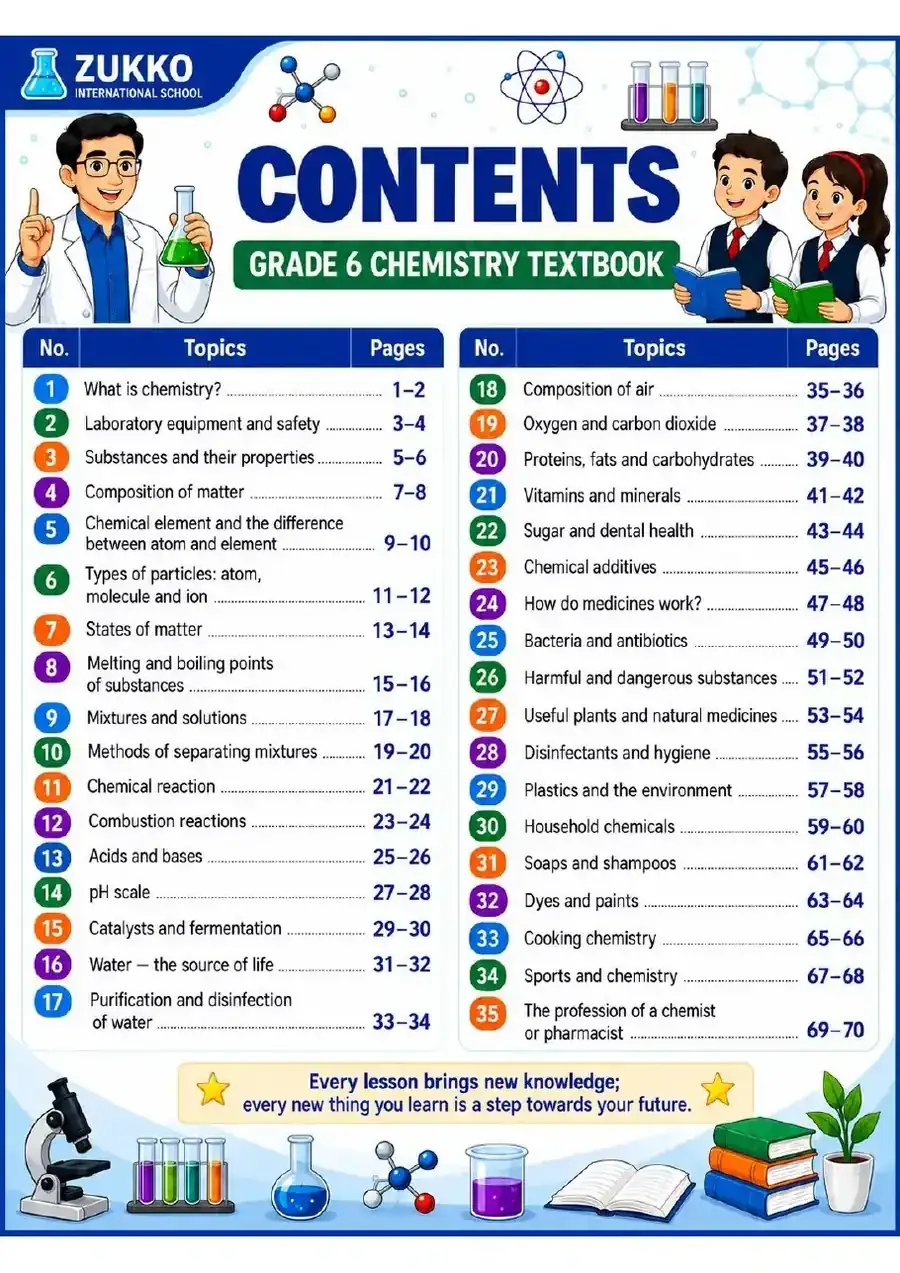 ZUKKO
INTERNATIONAL SCHOOL
CONTENTS
GRADE 6 CHEMISTRY TEXTBOOK
No. Topics Pages
1 What is chemistry? 1–2
2 Laboratory equipment and safety 3–4
3 Substances and their properties 5–6
4 Composition of matter 7–8
5 Chemical element and the difference
between atom and element 9–10
6 Types of particles: atom,
molecule and ion 11–12
7 States of matter 13–14
8 Melting and boiling points
of substances 15–16
9 Mixtures and solutions 17–18
10 Methods of separating mixtures 19–20
11 Chemical reaction 21–22
12 Combustion reactions 23–24
13 Acids and bases 25–26
14 pH scale 27–28
15 Catalysts and fermentation 29–30
16 Water – the source of life 31–32
17 Purification and disinfection
of water 33–34
No. Topics Pages
18 Composition of air 35–36
19 Oxygen and carbon dioxide 37–38
20 Proteins, fats and carbohydrates 39–40
21 Vitamins and minerals 41–42
22 Sugar and dental health 43–44
23 Chemical additives 45–46
24 How do medicines work? 47–48
25 Bacteria and antibiotics 49–50
26 Harmful and dangerous substances 51–52
27 Useful plants and natural medicines 53–54
28 Disinfectants and hygiene 55–56
29 Plastics and the environment 57–58
30 Household chemicals 59–60
31 Soaps and shampoos 61–62
32 Dyes and paints 63–64
33 Cooking chemistry 65–66
34 Sports and chemistry 67–68
35 The profession of a chemist
or pharmacist 69–70
Every lesson brings new knowledge;
every new thing you learn is a step towards your future.